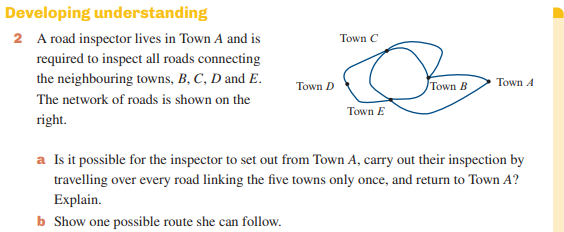 Developing understanding
2 A road inspector lives in Town A and is
required to inspect all roads connecting
the neighbouring towns, B, C, D and E.
The network of roads is shown on the
right.
Town C
Town D
Town B
Town A
Town E
a Is it possible for the inspector to set out from Town A, carry out their inspection by
travelling over every road linking the five towns only once, and return to Town A?
Explain.
b Show one possible route she can follow.